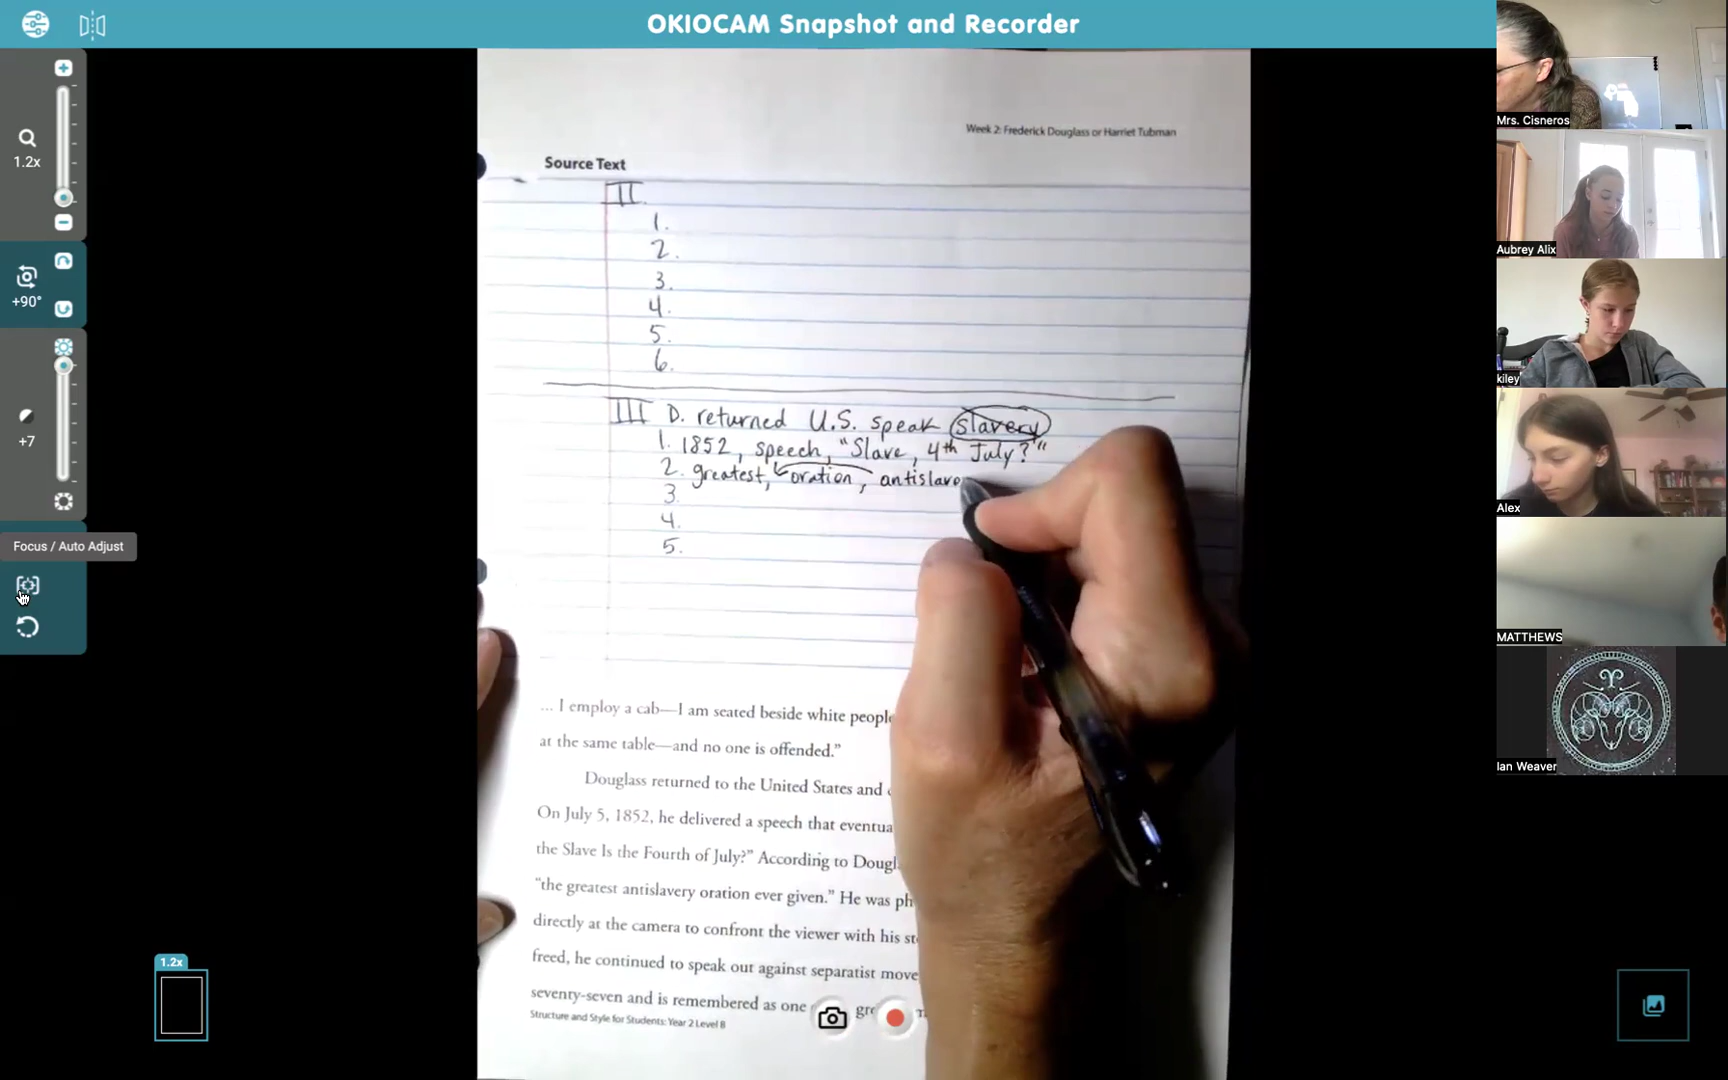 OKIOCAM Snapshot and Recorder
1.2x
+90°
+7
Focus / Auto Adjust
1.2x
Week 2: Frederick Douglass or Harriet Tubman
Source Text
II.
1.
2.
3.
4.
5.
6.
III D. returned U.S. speak slavery
1. 1852, speech, "Slave, 4th July?"
2. greatest, oration, antislave
3.
4.
5.
... I employ a cab—I am seated beside white people
at the same table—and no one is offended."
Douglass returned to the United States and
On July 5, 1852, he delivered a speech that
the Slave Is the Fourth of July?" According to
"the greatest antislavery oration ever given." He was
directly at the camera to confront the viewer with his
freed, he continued to speak out against separatist
seventy-seven and is remembered as one
Structure and Style for Students: Year 2 Level B
Mrs. Cisneros
Aubrey Alix
kiley
Alex
MATTHEWS
Ian Weaver